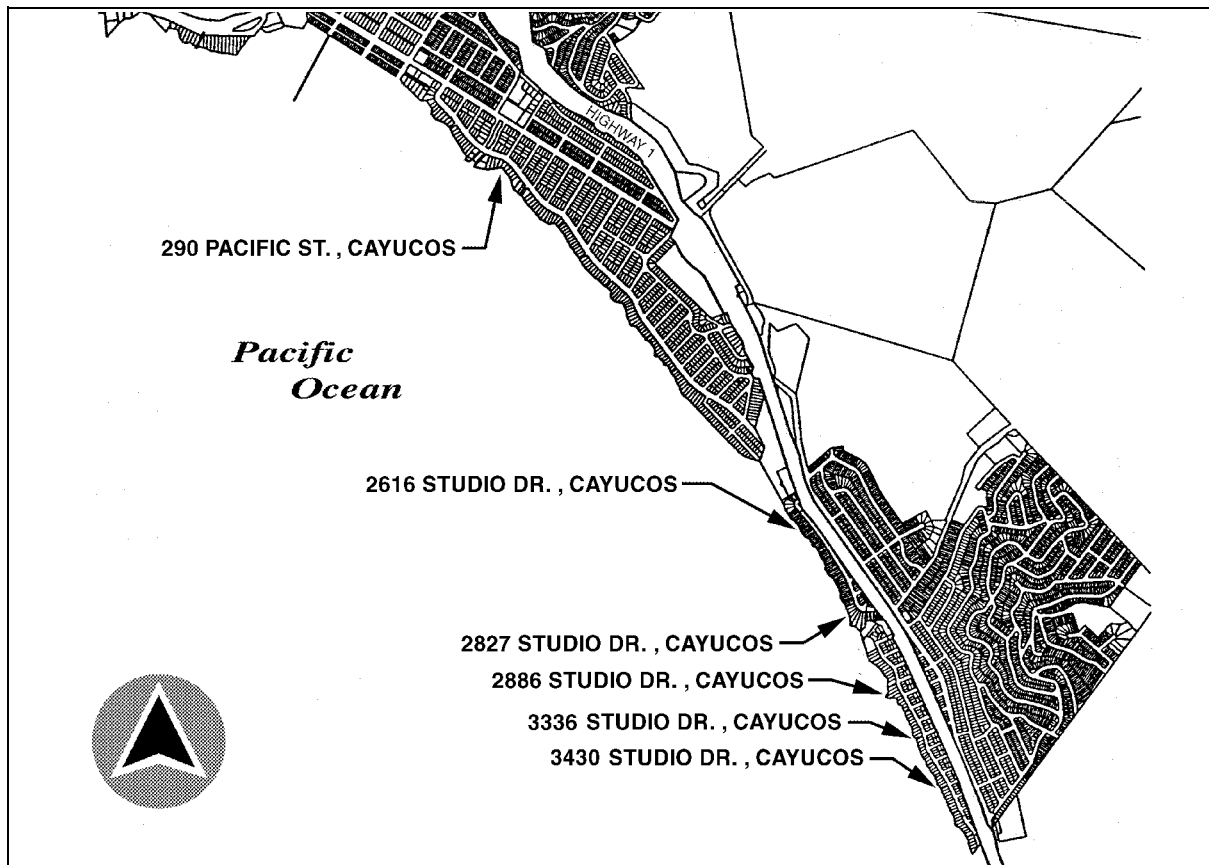 HIGHWAY 1
290 PACIFIC ST. , CAYUCOS
Pacific
Ocean
2616 STUDIO DR. , CAYUCOS
2827 STUDIO DR. , CAYUCOS
2886 STUDIO DR. , CAYUCOS
3336 STUDIO DR. , CAYUCOS
3430 STUDIO DR. , CAYUCOS